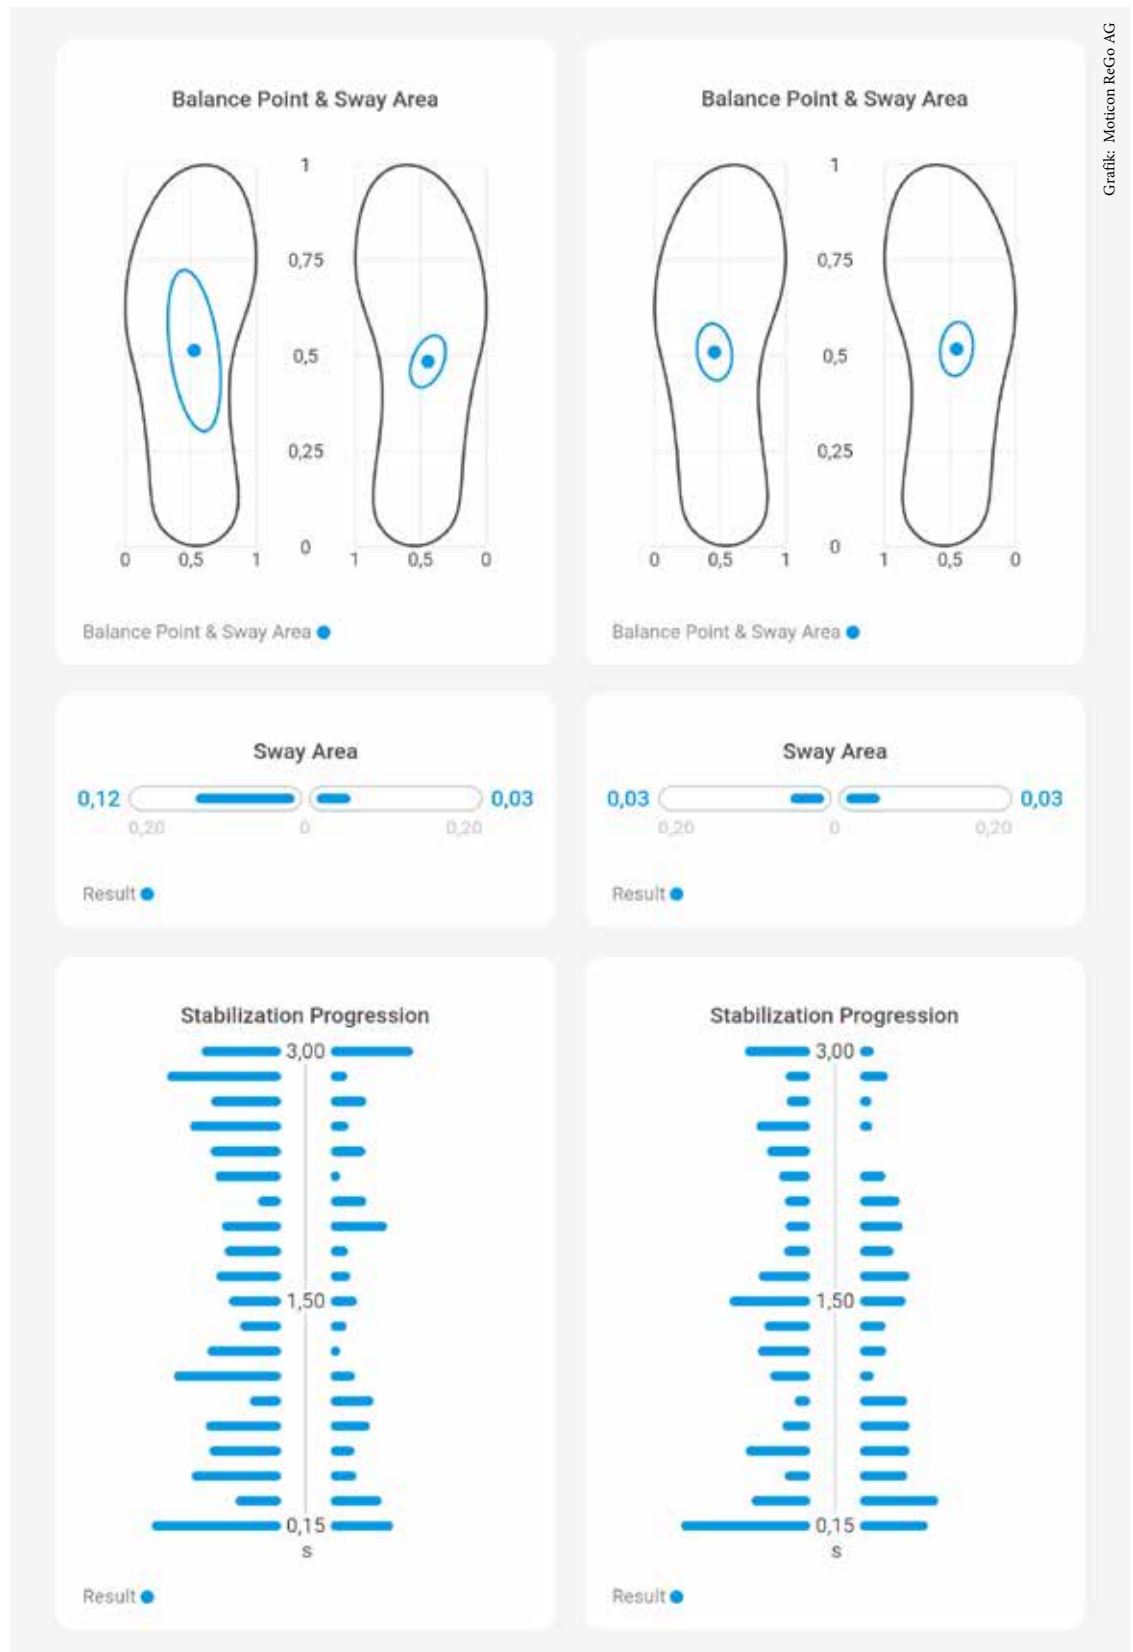 Grafik: Moticon ReGo AG
Balance Point & Sway Area
1
0,75
0,5
0,25
0
0 0,5 1 1 0,5 0
Balance Point & Sway Area
Balance Point & Sway Area
1
0,75
0,5
0,25
0
0 0,5 1 1 0,5 0
Balance Point & Sway Area
Sway Area
0,12 0,03
0,20 0 0,20
Result
Sway Area
0,03 0,03
0,20 0 0,20
Result
Stabilization Progression
3,00
1,50
0,15
s
Result
Stabilization Progression
3,00
1,50
0,15
s
Result